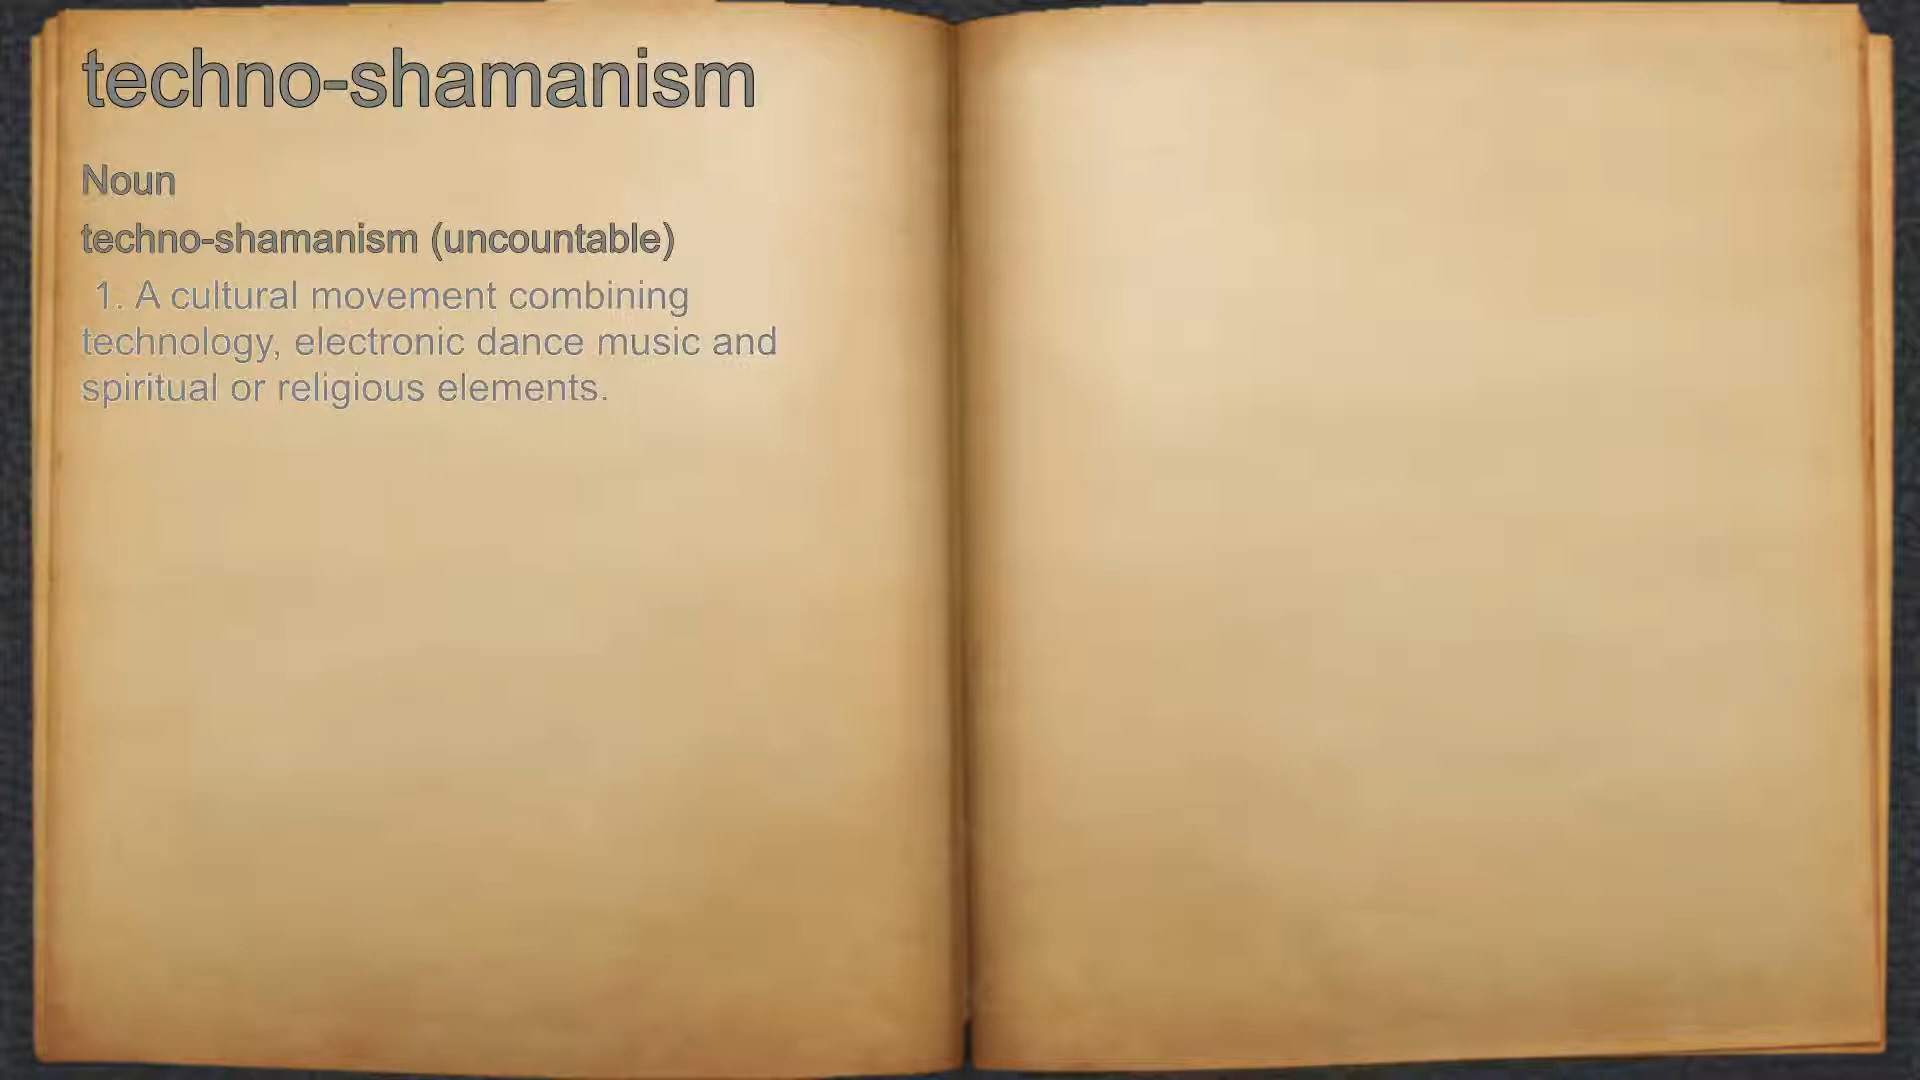 techno-shamanism
Noun
techno-shamanism (uncountable)
1. A cultural movement combining
technology, electronic dance music and
spiritual or religious elements.